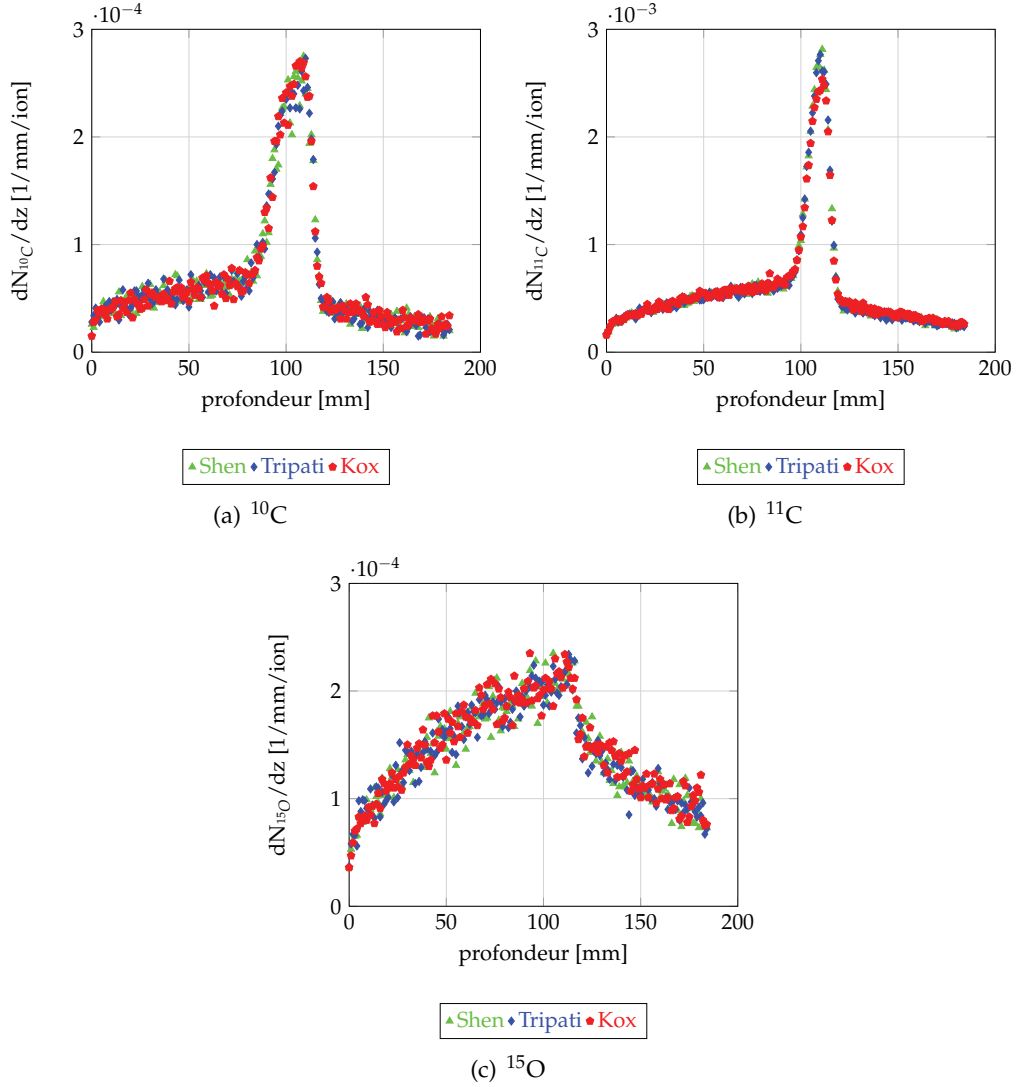 ·10−4
3
2
1
0
0 50 100 150 200
dN10C/dz [1/mm/ion]
profondeur [mm]
Shen Tripati Kox
(a) 10C
·10−3
3
2
1
0
0 50 100 150 200
dN11C/dz [1/mm/ion]
profondeur [mm]
Shen Tripati Kox
(b) 11C
·10−4
3
2
1
0
0 50 100 150 200
dN15O/dz [1/mm/ion]
profondeur [mm]
Shen Tripati Kox
(c) 15O